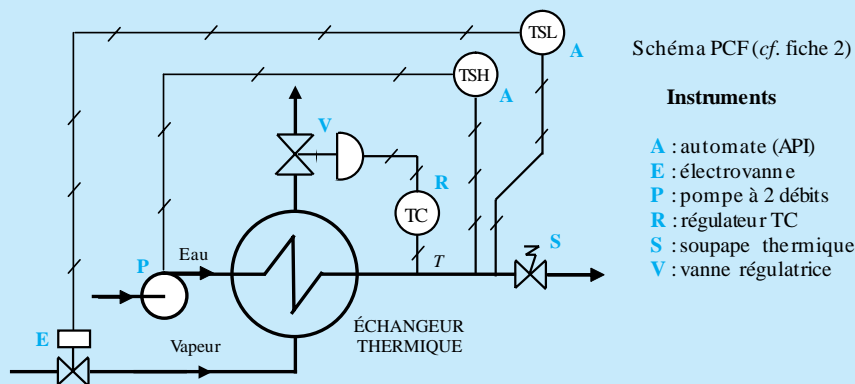 TSL
A
Schéma PCF (cf. fiche 2)
TSH
A
Instruments
V
A : automate (API)
E : électrovanne
P : pompe à 2 débits
R : régulateur TC
S : soupape thermique
V : vanne régulatrice
R
TC
S
P
Eau
T
ÉCHANGEUR
THERMIQUE
E
Vapeur